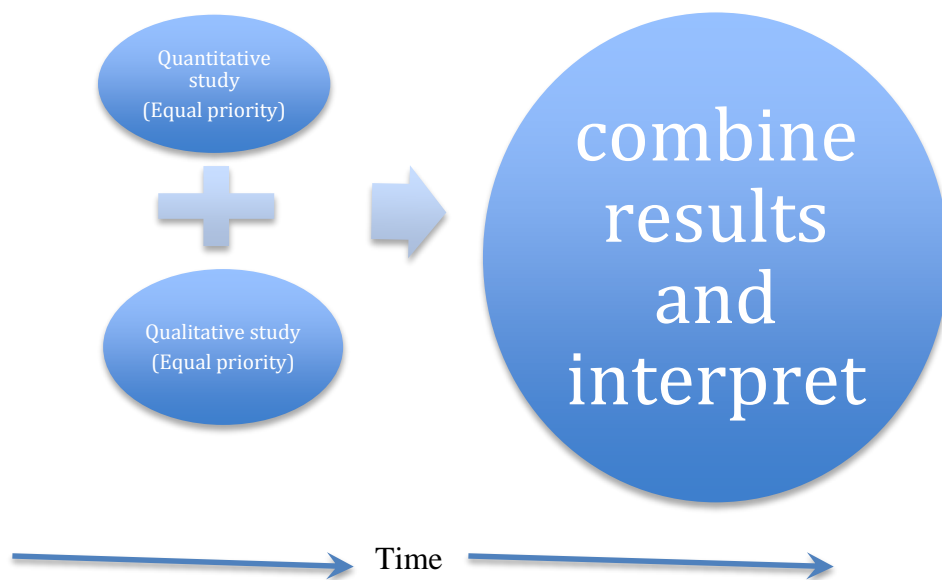 Quantitative
study
(Equal priority)
Qualitative study
(Equal priority)
combine
results
and
interpret
Time